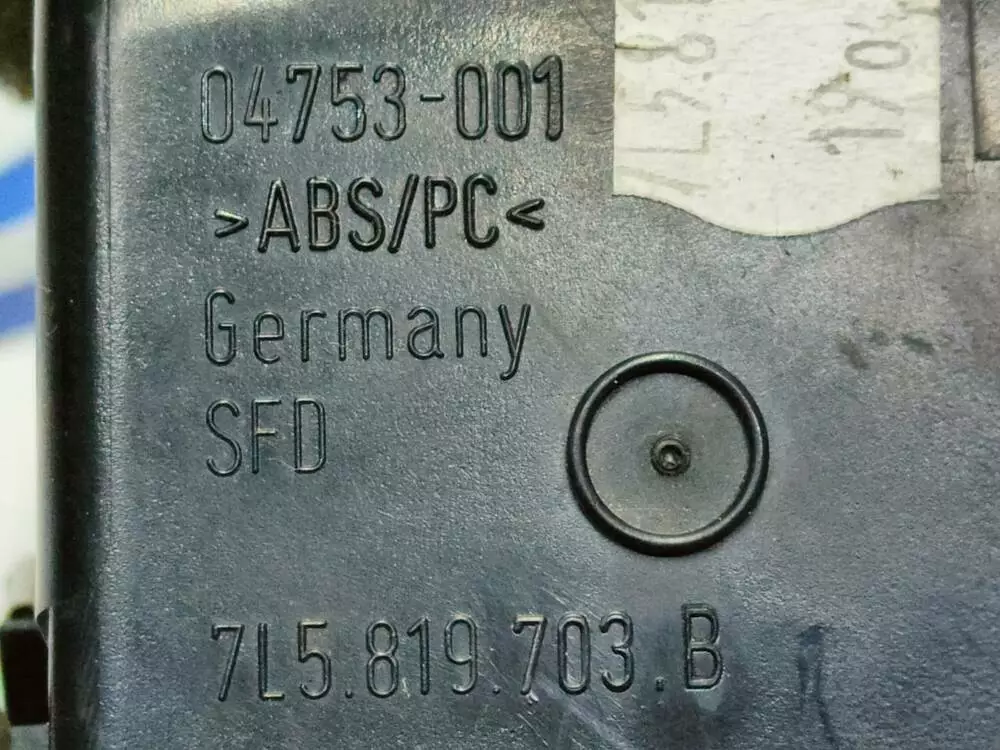 04753-001
>ABS/PC<
Germany
SFD
7L5.819.703.B